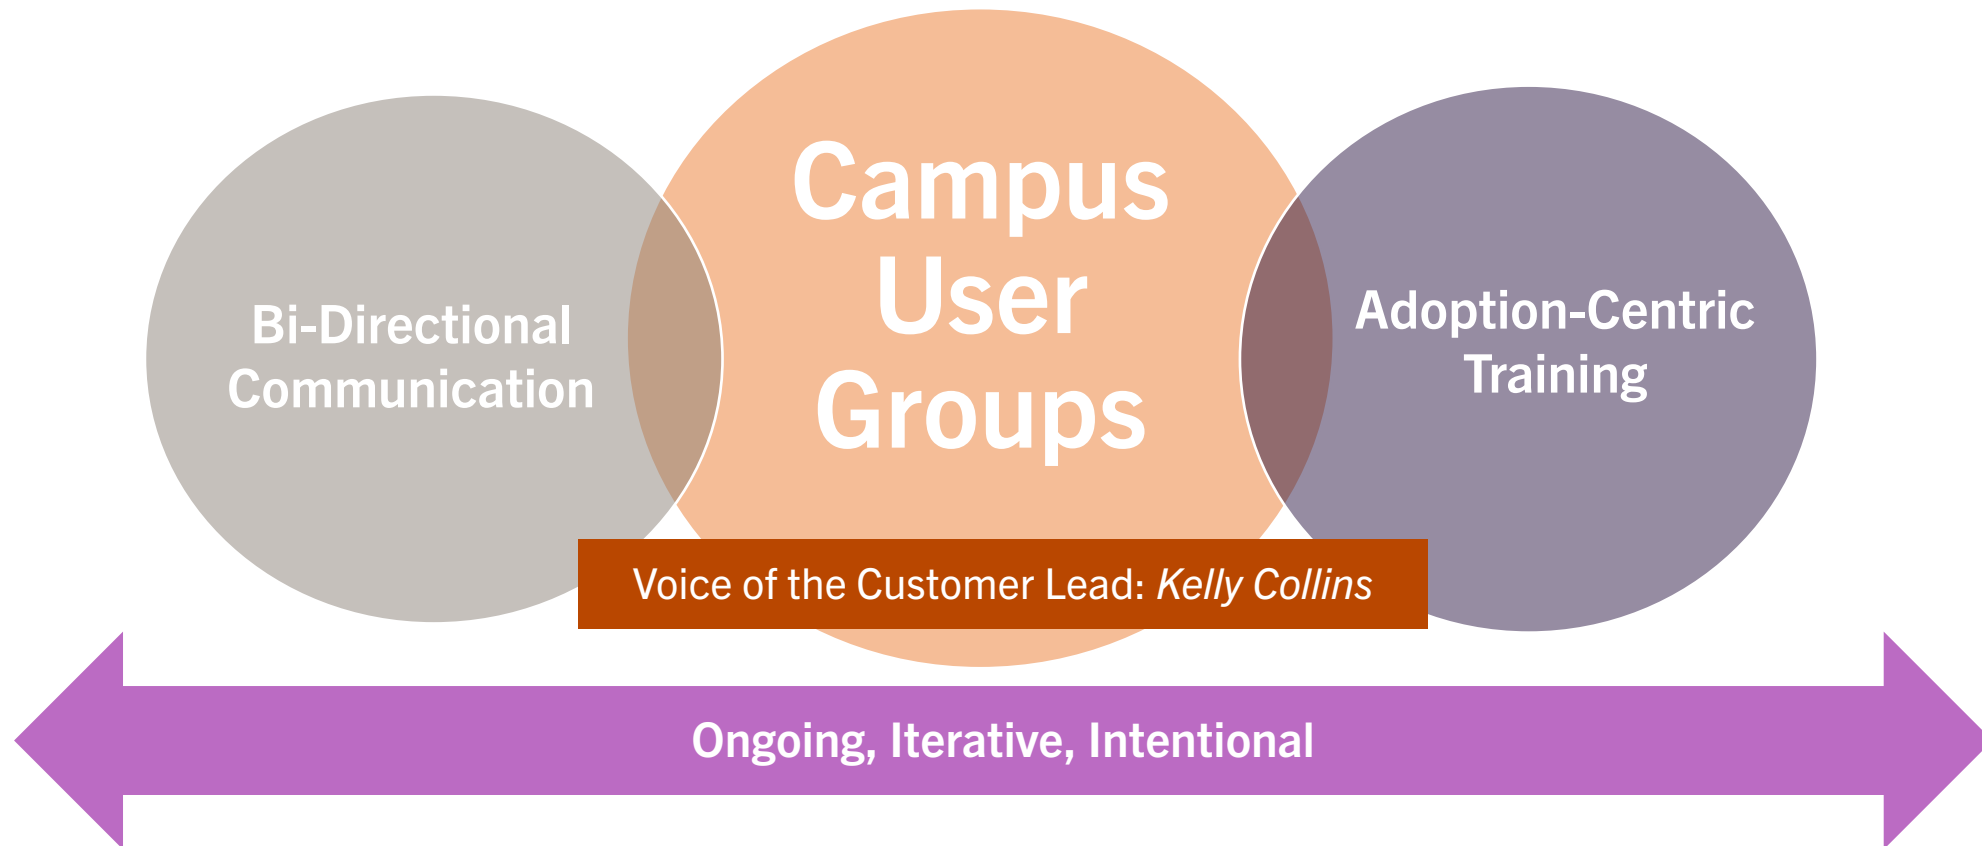 Bi-Directional
Communication
Campus
User
Groups
Adoption-Centric
Training
Voice of the Customer Lead: Kelly Collins
Ongoing, Iterative, Intentional